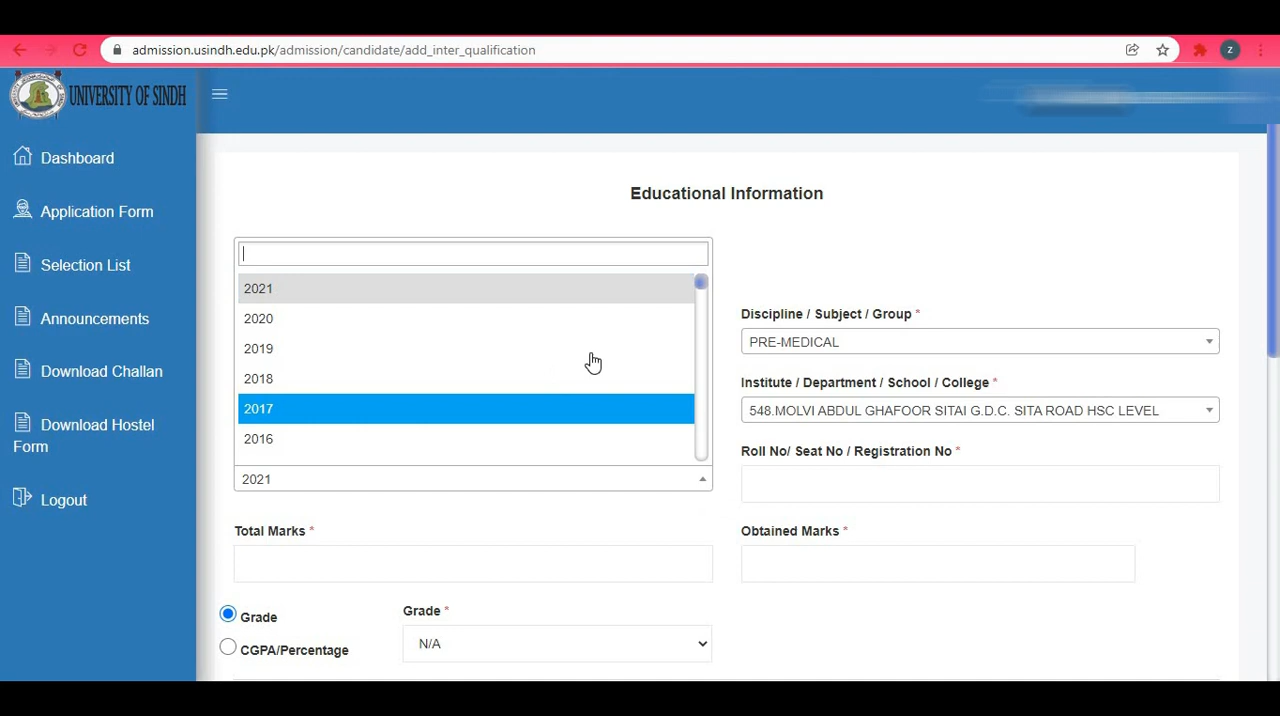 admission.usindh.edu.pk/admission/candidate/add_inter_qualification
Z
UNIVERSITY OF SINDH
Dashboard
Application Form
Selection List
Announcements
Download Challan
Download Hostel
Form
Logout
Educational Information
2021
2020
2019
2018
2017
2016
2021
Discipline / Subject / Group *
PRE-MEDICAL
Institute / Department / School / College *
548.MOLVI ABDUL GHAFOOR SITAI G.D.C. SITA ROAD HSC LEVEL
Roll No/ Seat No / Registration No *
Total Marks *
Obtained Marks *
Grade
CGPA/Percentage
Grade *
N/A